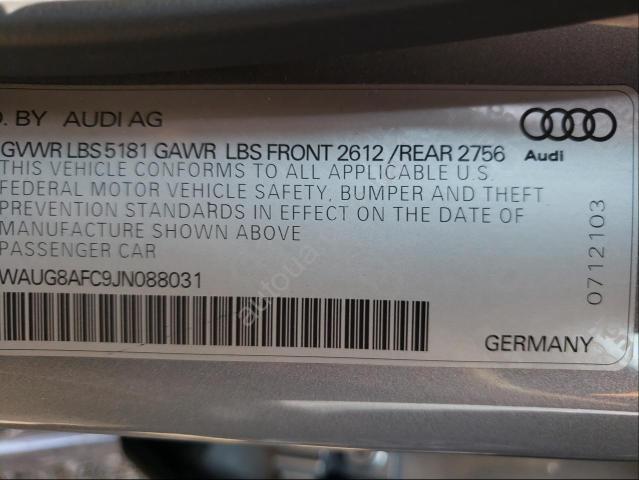 D. BY AUDI AG
GVWR LBS 5181 GAWR LBS FRONT 2612 /REAR 2756
THIS VEHICLE CONFORMS TO ALL APPLICABLE U.S.
FEDERAL MOTOR VEHICLE SAFETY, BUMPER AND THEFT
PREVENTION STANDARDS IN EFFECT ON THE DATE OF
MANUFACTURE SHOWN ABOVE
PASSENGER CAR
WAUG8AFC9JN088031
Audi
0712103
GERMANY
autoua